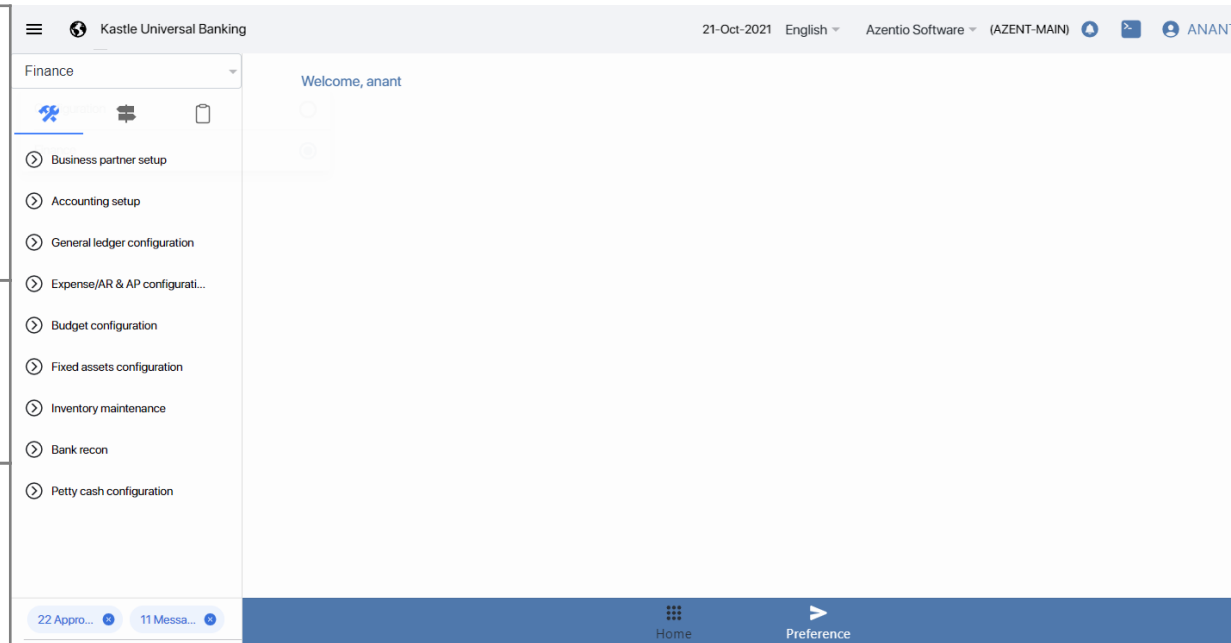 Kastle Universal Banking
21-Oct-2021 English Azentio Software (AZENT-MAIN) ANANT
Finance
Welcome, anant
Business partner setup
Accounting setup
General ledger configuration
Expense/AR & AP configurati...
Budget configuration
Fixed assets configuration
Inventory maintenance
Bank recon
Petty cash configuration
22 Appro... 11 Messa...
Home Preference